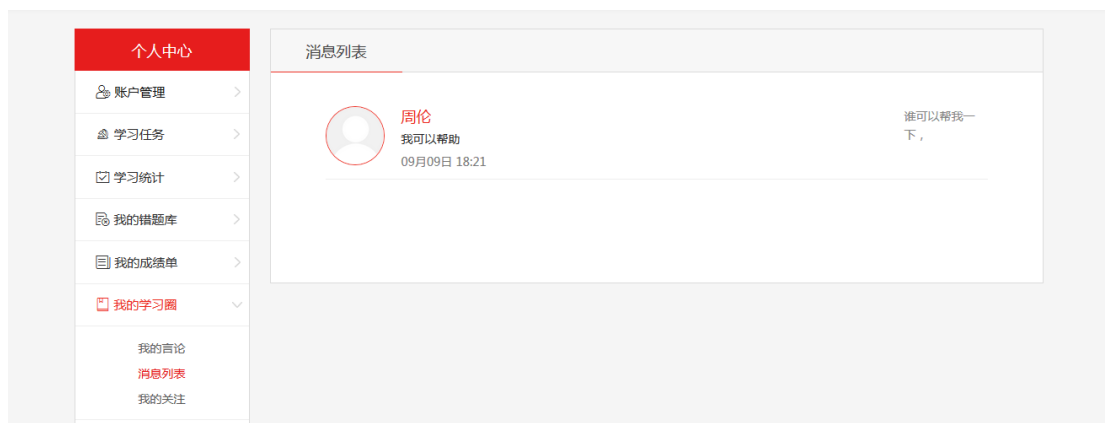 个人中心
消息列表
账户管理
学习任务
学习统计
我的错题库
我的成绩单
我的学习圈
我的言论
消息列表
我的关注
周伦
我可以帮助
09月09日 18:21
谁可以帮我一
下，